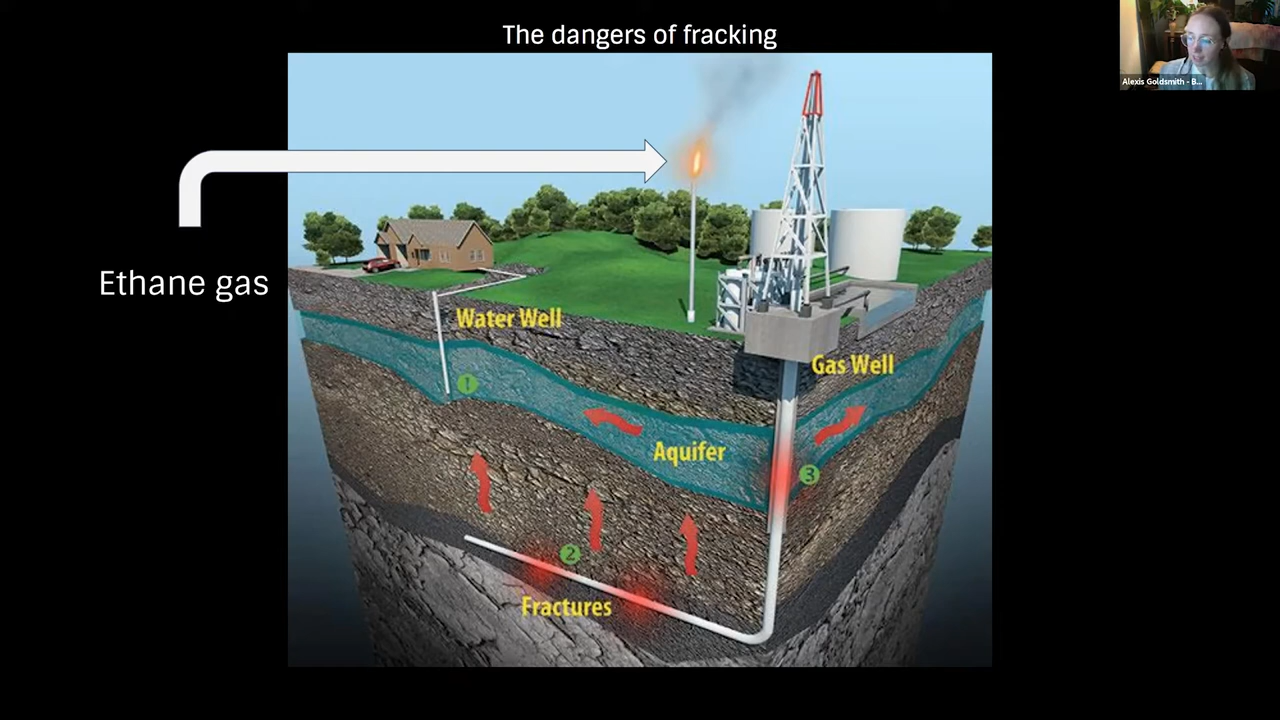 The dangers of fracking
Alexis Goldsmith - B...
Ethane gas
Water Well
Gas Well
1
Aquifer
3
2
Fractures